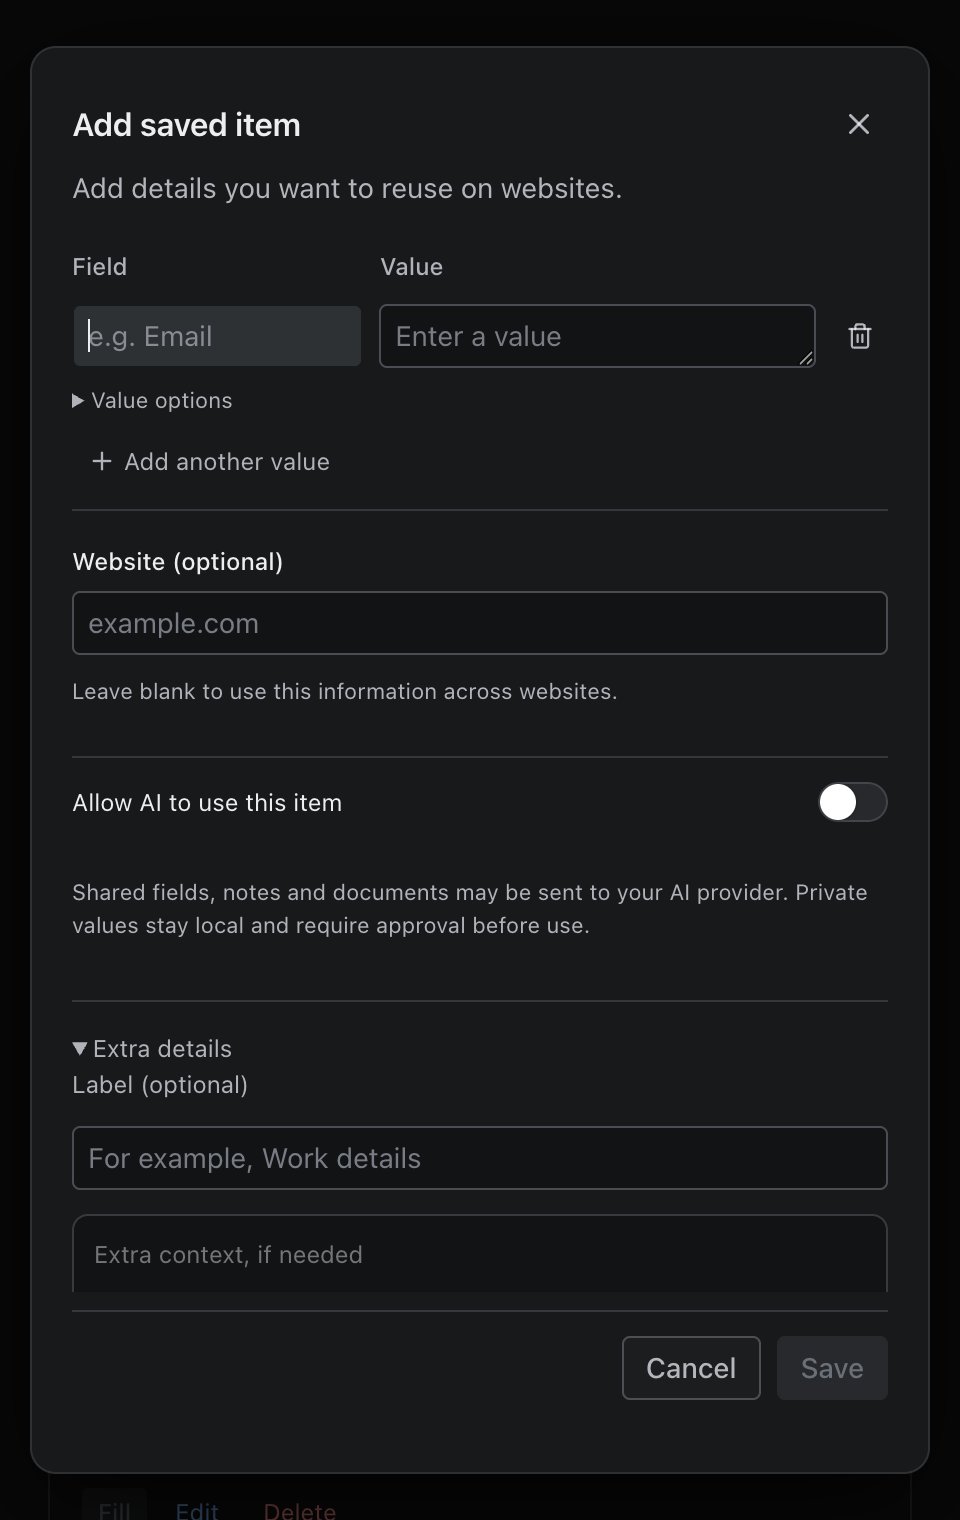 Add saved item
Add details you want to reuse on websites.
Field
Value
e.g. Email
Enter a value
Value options
Add another value
Website (optional)
example.com
Leave blank to use this information across websites.
Allow AI to use this item
Shared fields, notes and documents may be sent to your AI provider. Private
values stay local and require approval before use.
Extra details
Label (optional)
For example, Work details
Extra context, if needed
Cancel
Save
Fill
Edit
Delete